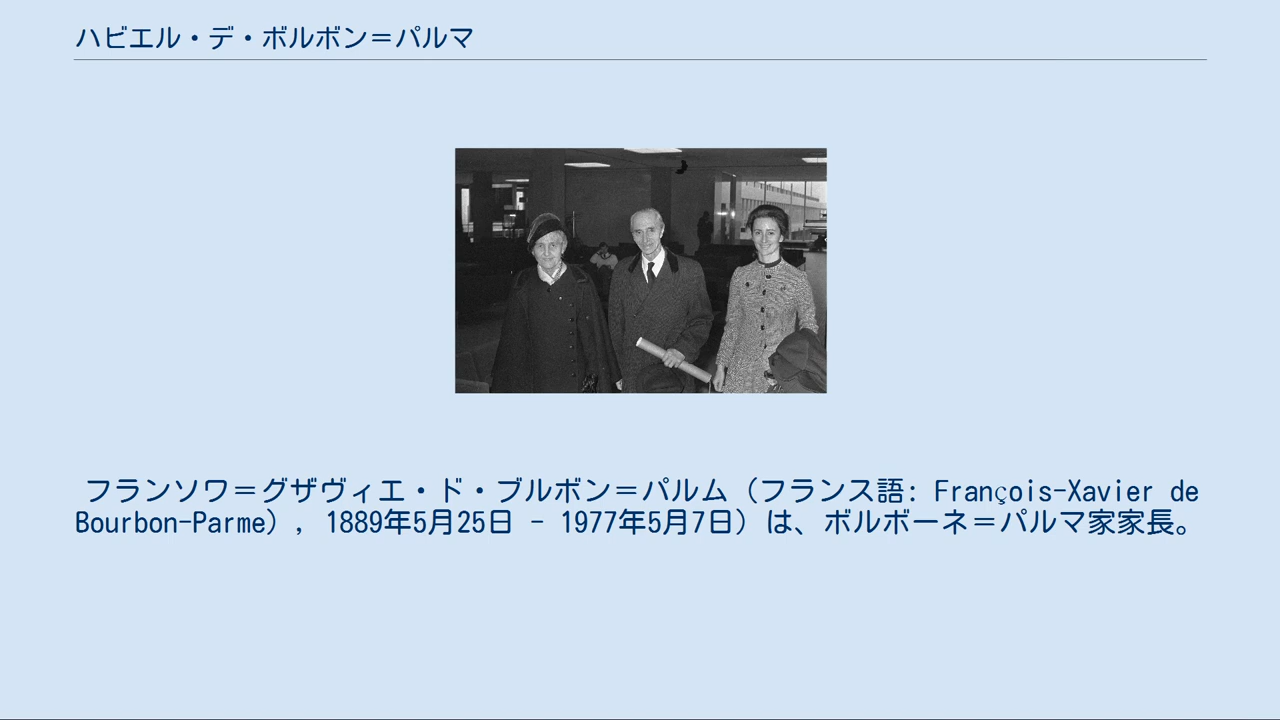 ハビエル・デ・ボルボン＝パルマ
フランソワ＝グザヴィエ・ド・ブルボン＝パルム（フランス語: François-Xavier de
Bourbon-Parme）, 1889年5月25日 - 1977年5月7日）は、ボルボーネ＝パルマ家家長。